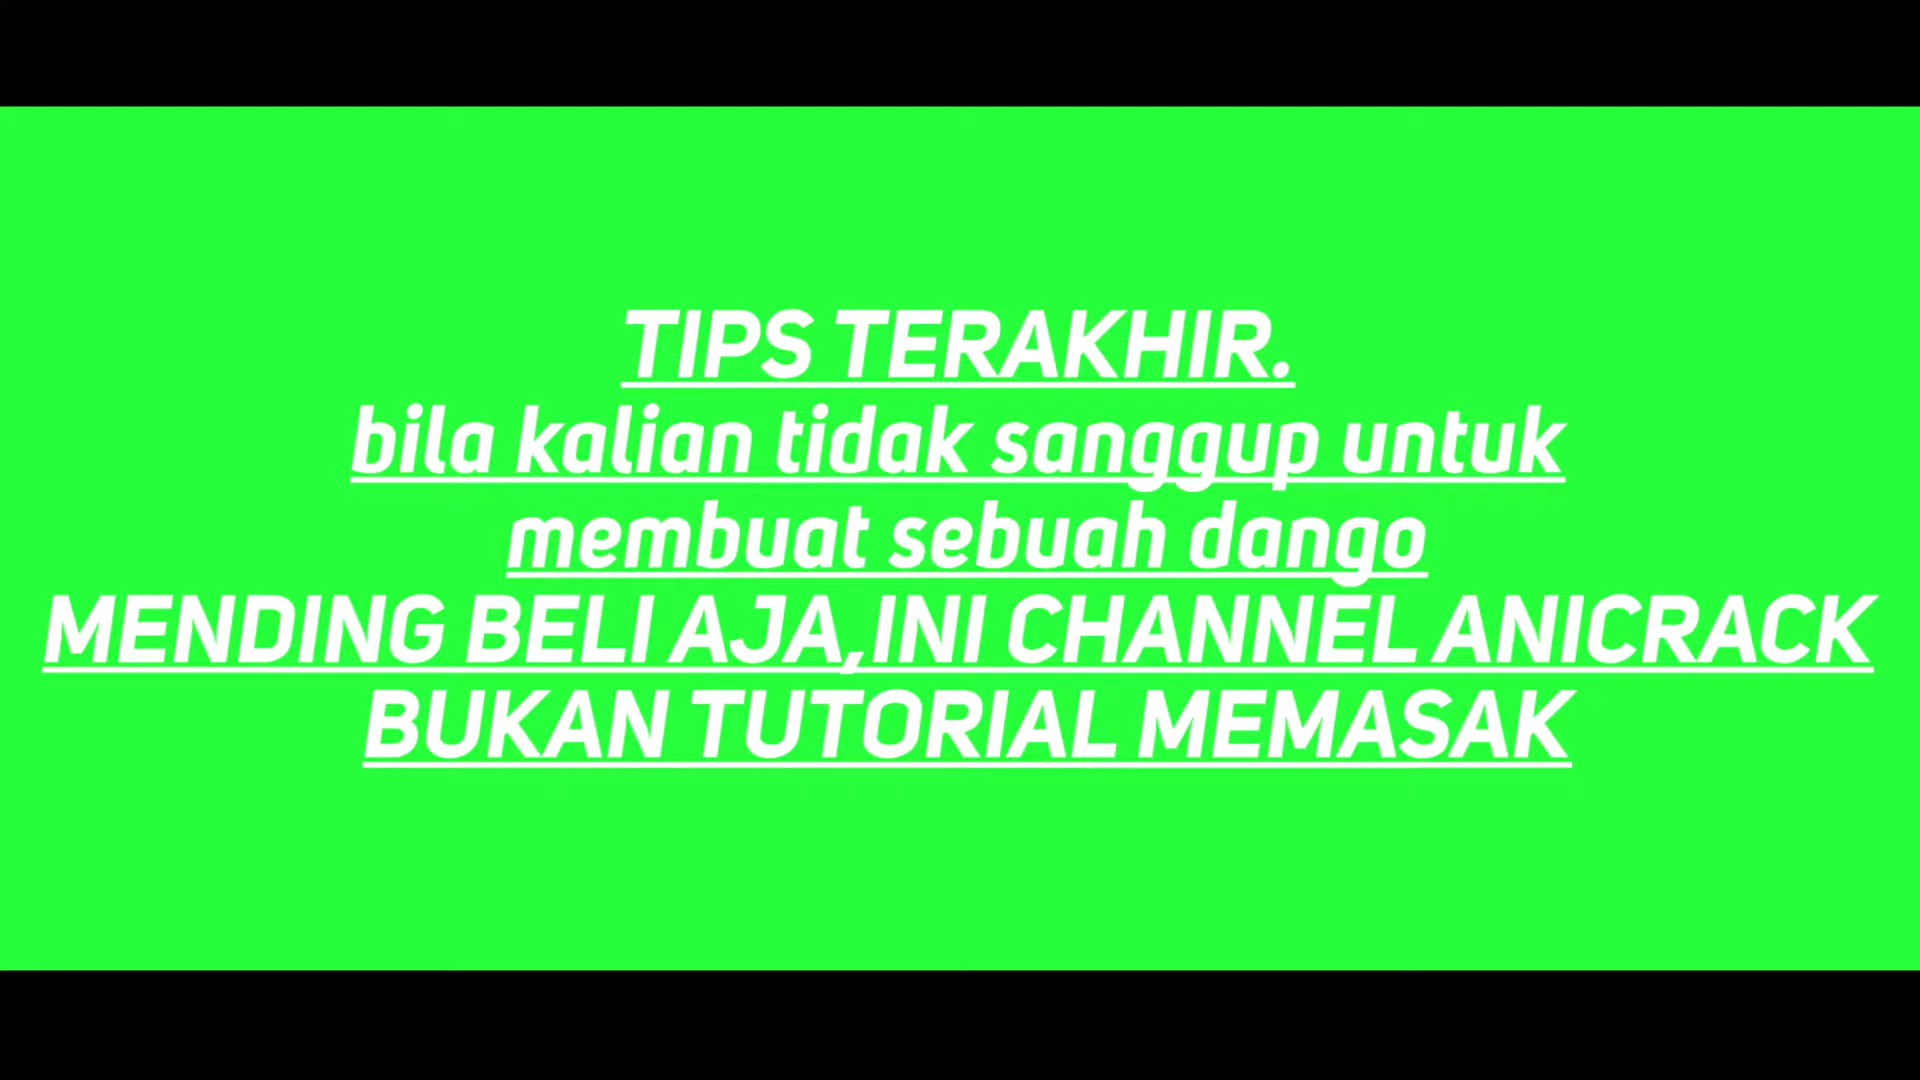 TIPS TERAKHIR.
bila kalian tidak sanggup untuk
membuat sebuah dango
MENDING BELI AJA,INI CHANNEL ANICRACK
BUKAN TUTORIAL MEMASAK